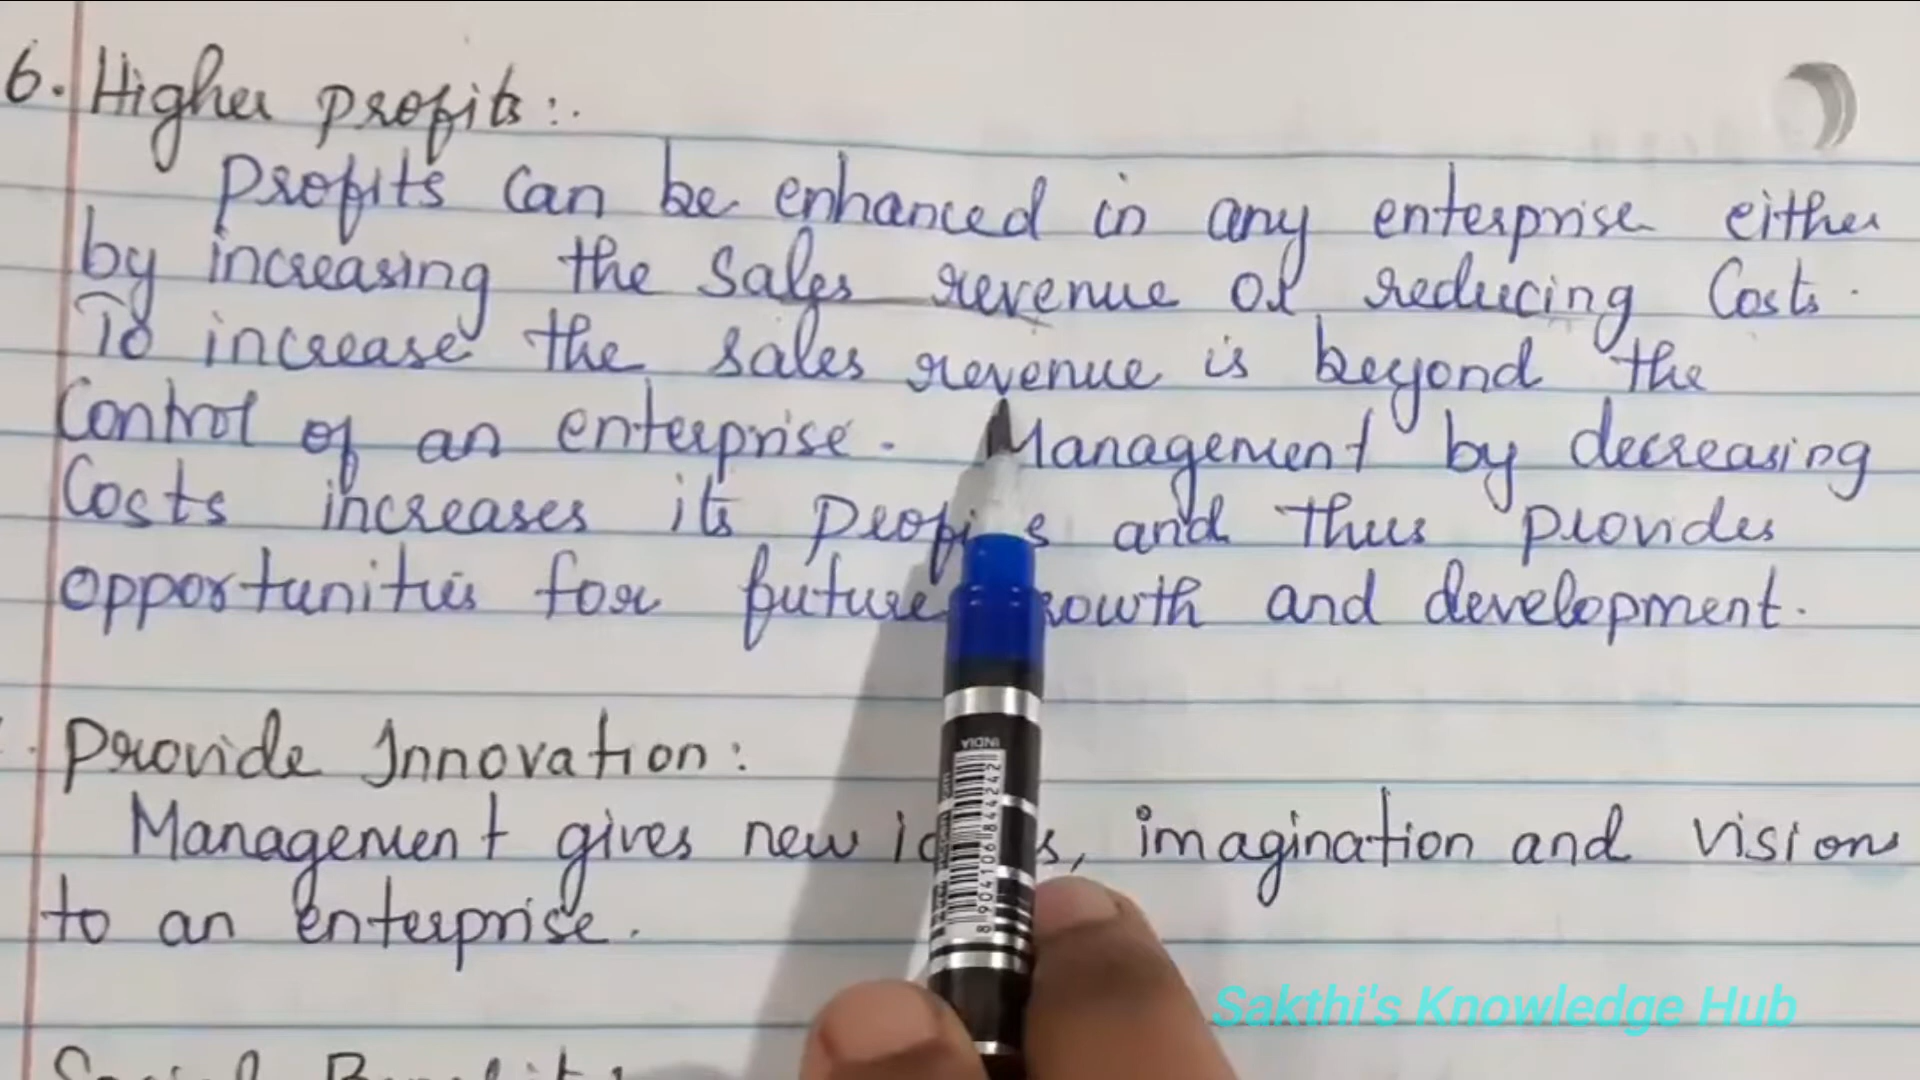 6. Higher profits:.
Profits can be enhanced in any enterprise either
by increasing the Sales revenue or reducing Costs.
To increase the sales revenue is beyond the
Control of an enterprise. Management by decreasing
Costs increases its and thus provides
opportunities for future and development.
Provide Innovation:
Management gives new imagination and visions
to an enterprise.
INDIA
8904106844242
Sakthi's Knowledge Hub